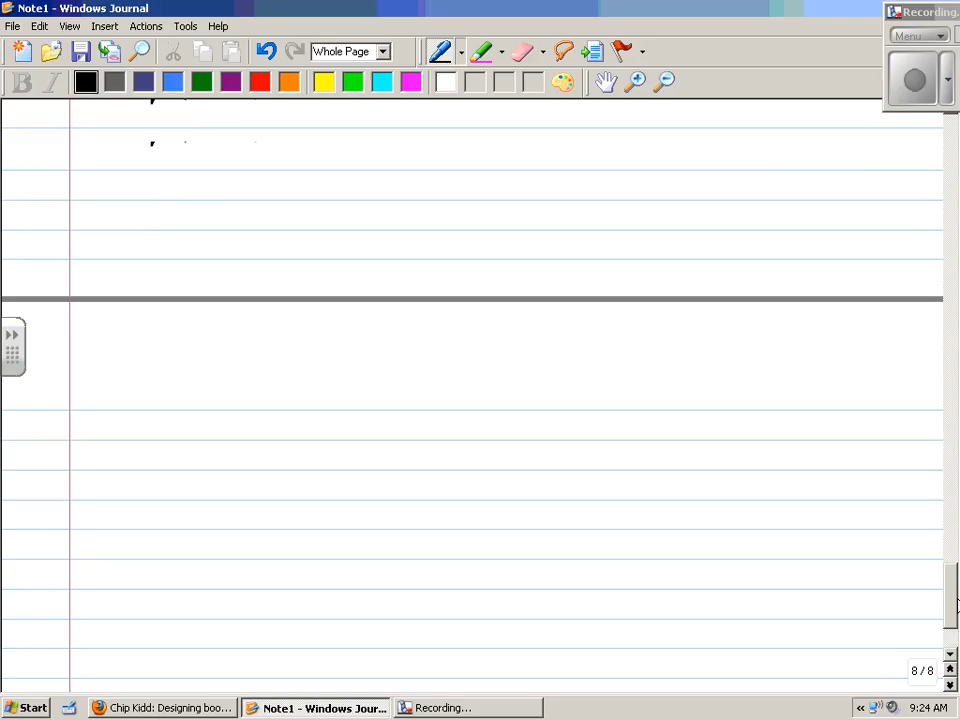 Note1 - Windows Journal
Recording.
File Edit View Insert Actions Tools Help
Menu
Whole Page
B I
8/8
Start Chip Kidd: Designing boo... Note1 - Windows Jour... Recording... « 9:24 AM